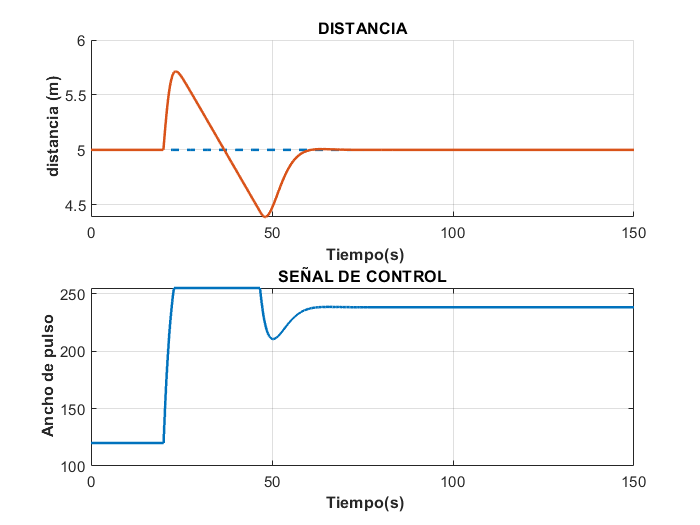 DISTANCIA
6
5.5
5
4.5
distancia (m)
0
50
100
150
Tiempo(s)
SEÑAL DE CONTROL
250
200
150
100
Ancho de pulso
0
50
100
150
Tiempo(s)